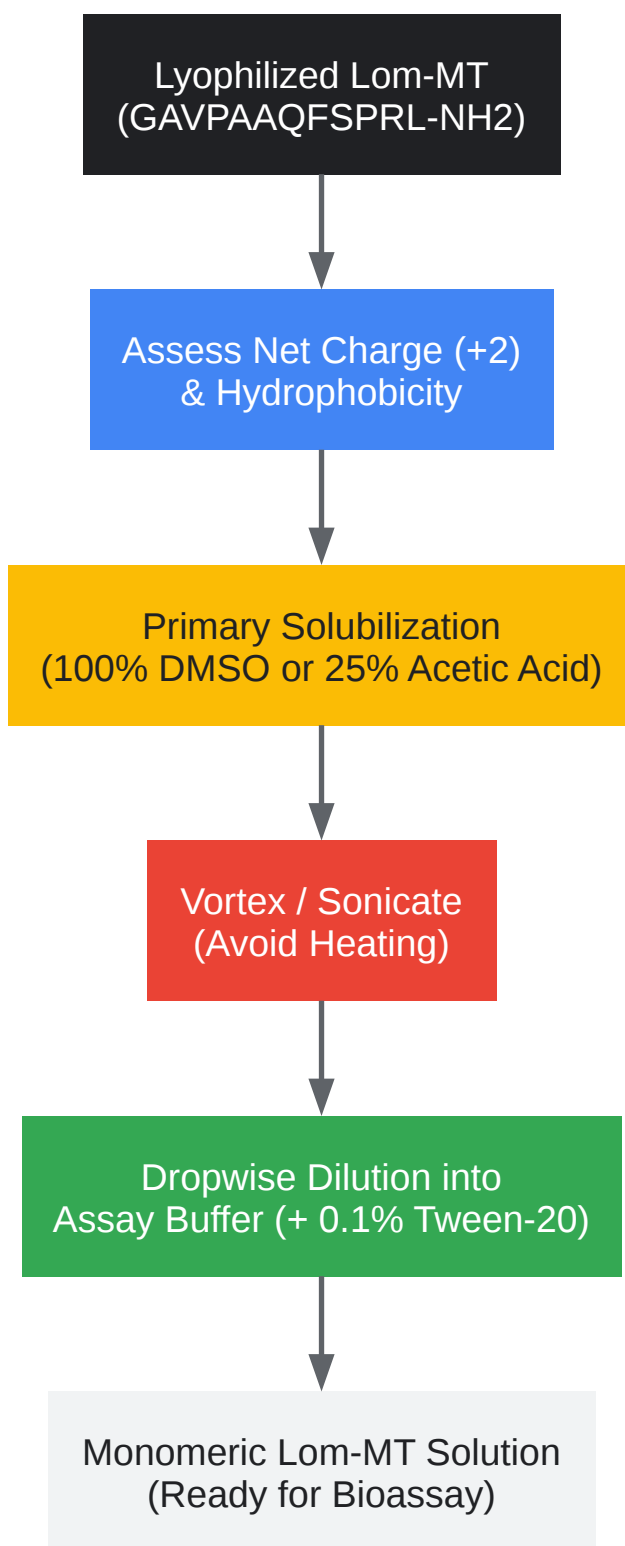 Lyophilized Lom-MT
(GAVPAAQFSPRL-NH2)
Assess Net Charge (+2)
& Hydrophobicity
Primary Solubilization
(100% DMSO or 25% Acetic Acid)
Vortex / Sonicate
(Avoid Heating)
Dropwise Dilution into
Assay Buffer (+ 0.1% Tween-20)
Monomeric Lom-MT Solution
(Ready for Bioassay)